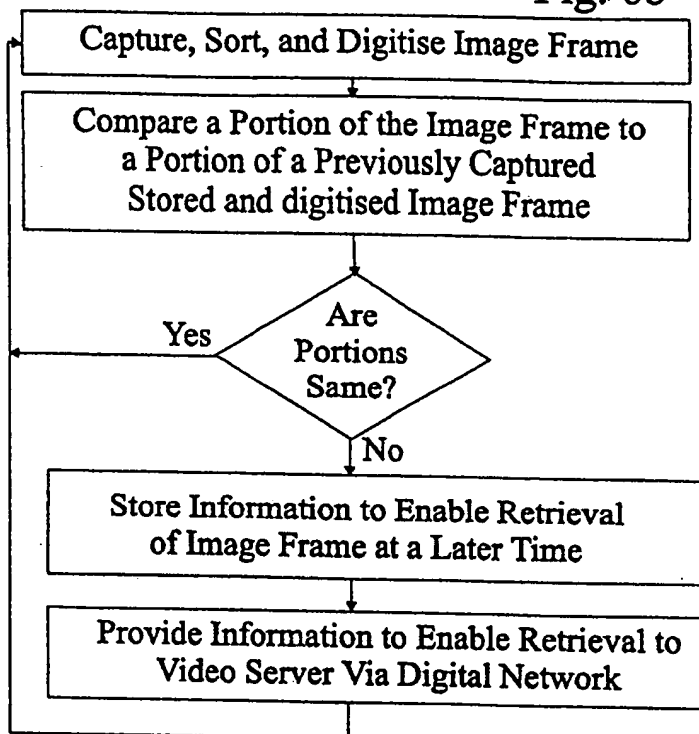 Capture, Sort, and Digitise Image Frame
Compare a Portion of the Image Frame to
a Portion of a Previously Captured
Stored and digitised Image Frame
Are
Portions
Same?
Yes
No
Store Information to Enable Retrieval
of Image Frame at a Later Time
Provide Information to Enable Retrieval to
Video Server Via Digital Network